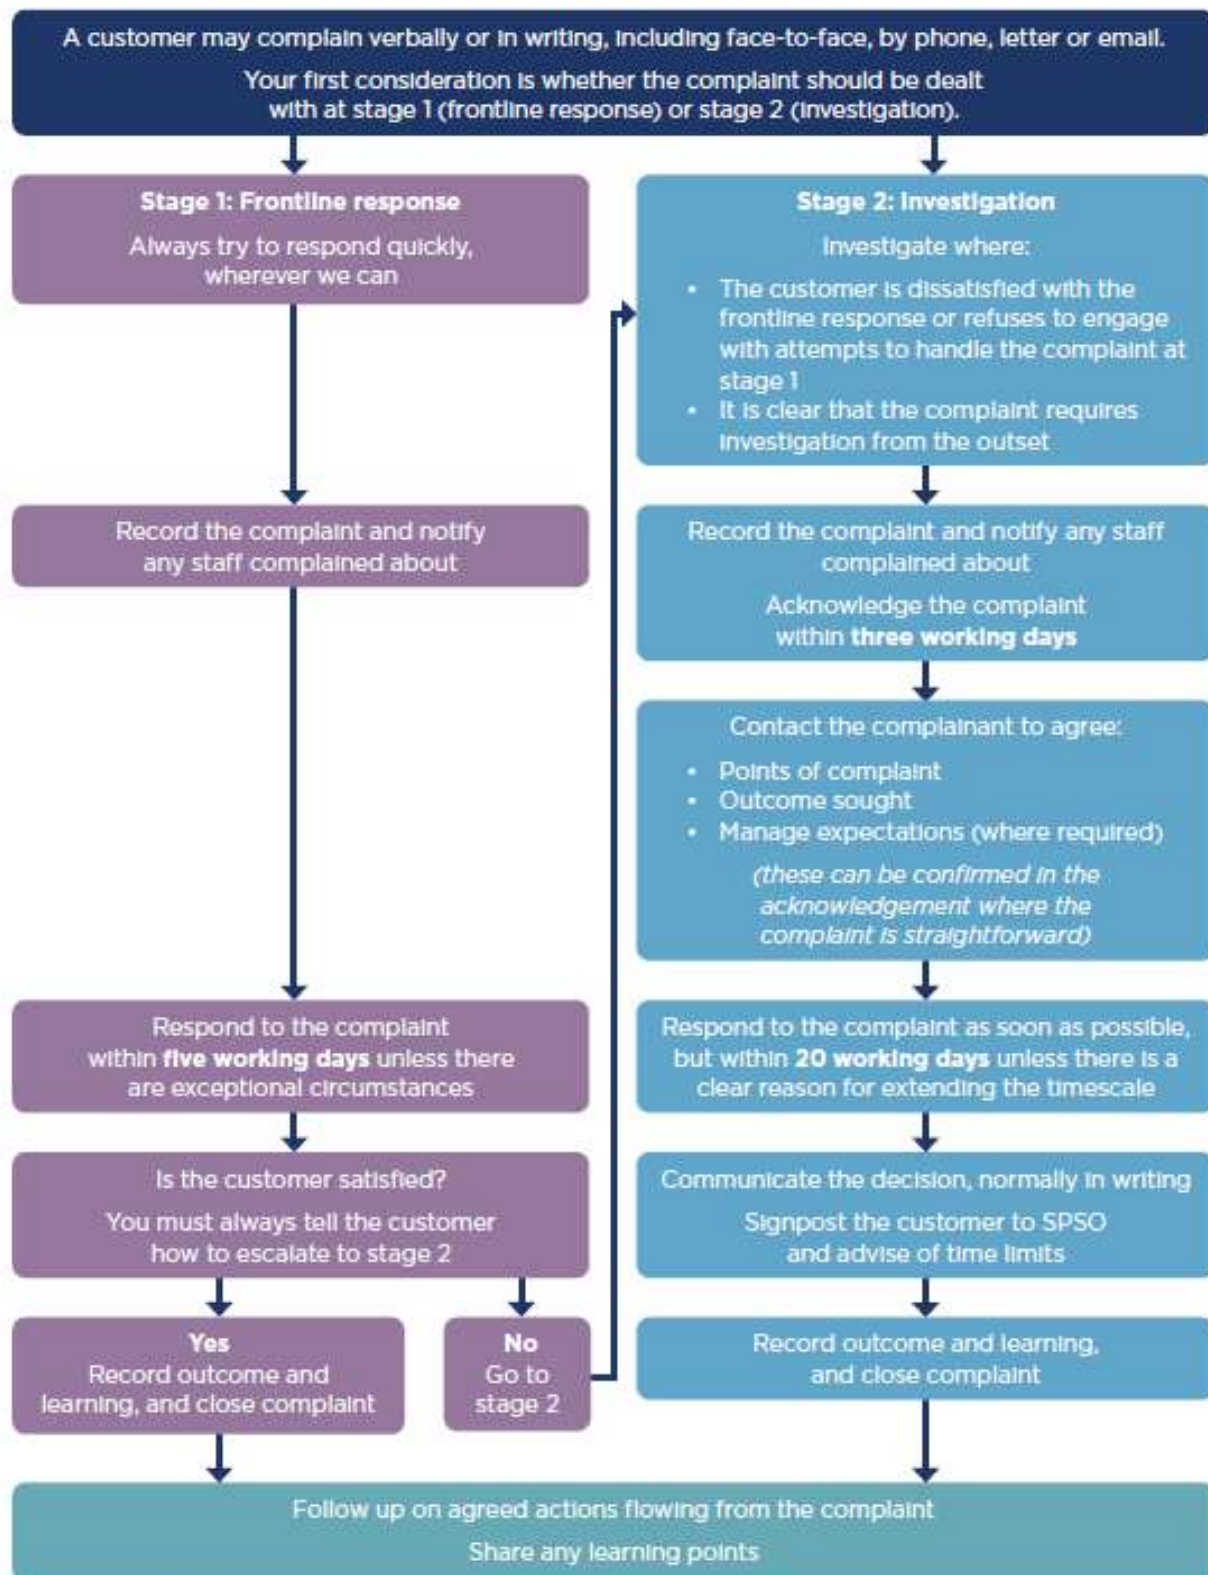 A customer may complain verbally or in writing, including face-to-face, by phone, letter or email.
Your first consideration is whether the complaint should be dealt
with at stage 1 (frontline response) or stage 2 (investigation).
Stage 1: Frontline response
Always try to respond quickly,
wherever we can
Record the complaint and notify
any staff complained about
Respond to the complaint
within five working days unless there
are exceptional circumstances
Is the customer satisfied?
You must always tell the customer
how to escalate to stage 2
Yes
Record outcome and
learning, and close complaint
No
Go to
stage 2
Stage 2: Investigation
Investigate where:
• The customer is dissatisfied with the
frontline response or refuses to engage
with attempts to handle the complaint at
stage 1
• It is clear that the complaint requires
investigation from the outset
Record the complaint and notify any staff
complained about
Acknowledge the complaint
within three working days
Contact the complainant to agree:
• Points of complaint
• Outcome sought
• Manage expectations (where required)
(these can be confirmed in the
acknowledgement where the
complaint is straightforward)
Respond to the complaint as soon as possible,
but within 20 working days unless there is a
clear reason for extending the timescale
Communicate the decision, normally in writing
Signpost the customer to SPSO
and advise of time limits
Record outcome and learning,
and close complaint
Follow up on agreed actions flowing from the complaint
Share any learning points